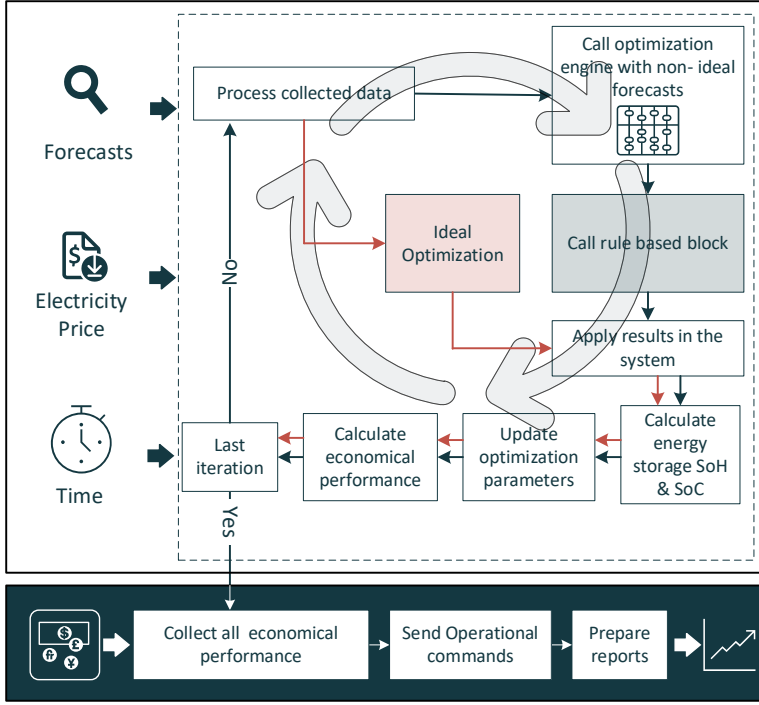 Forecasts
Electricity
Price
Time
Process collected data
Call optimization
engine with non- ideal
forecasts
Ideal
Optimization
Call rule based block
Apply results in the
system
No
Last
iteration
Calculate
economical
performance
Update
optimization
parameters
Calculate
energy
storage SoH
& SoC
Yes
$
$
£
¥
Collect all economical
performance
Send Operational
commands
Prepare
reports